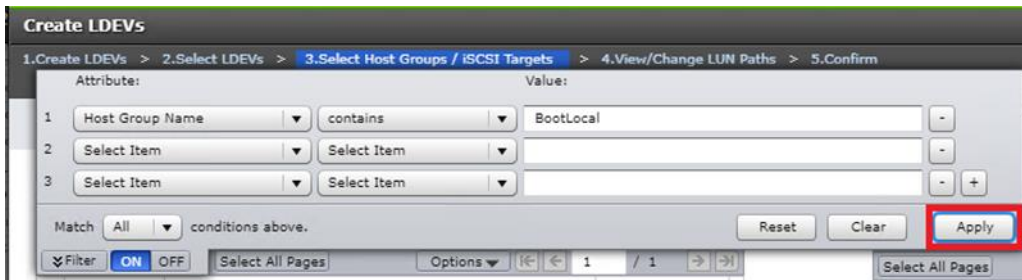 Create LDEVs
1.Create LDEVs > 2.Select LDEVs > 3.Select Host Groups / iSCSI Targets > 4.View/Change LUN Paths > 5.Confirm
Attribute: Value:
1 Host Group Name contains BootLocal -
2 Select Item Select Item -
3 Select Item Select Item - +
Match All conditions above. Reset Clear Apply
Filter ON OFF Select All Pages Options 1 / 1 Select All Pages